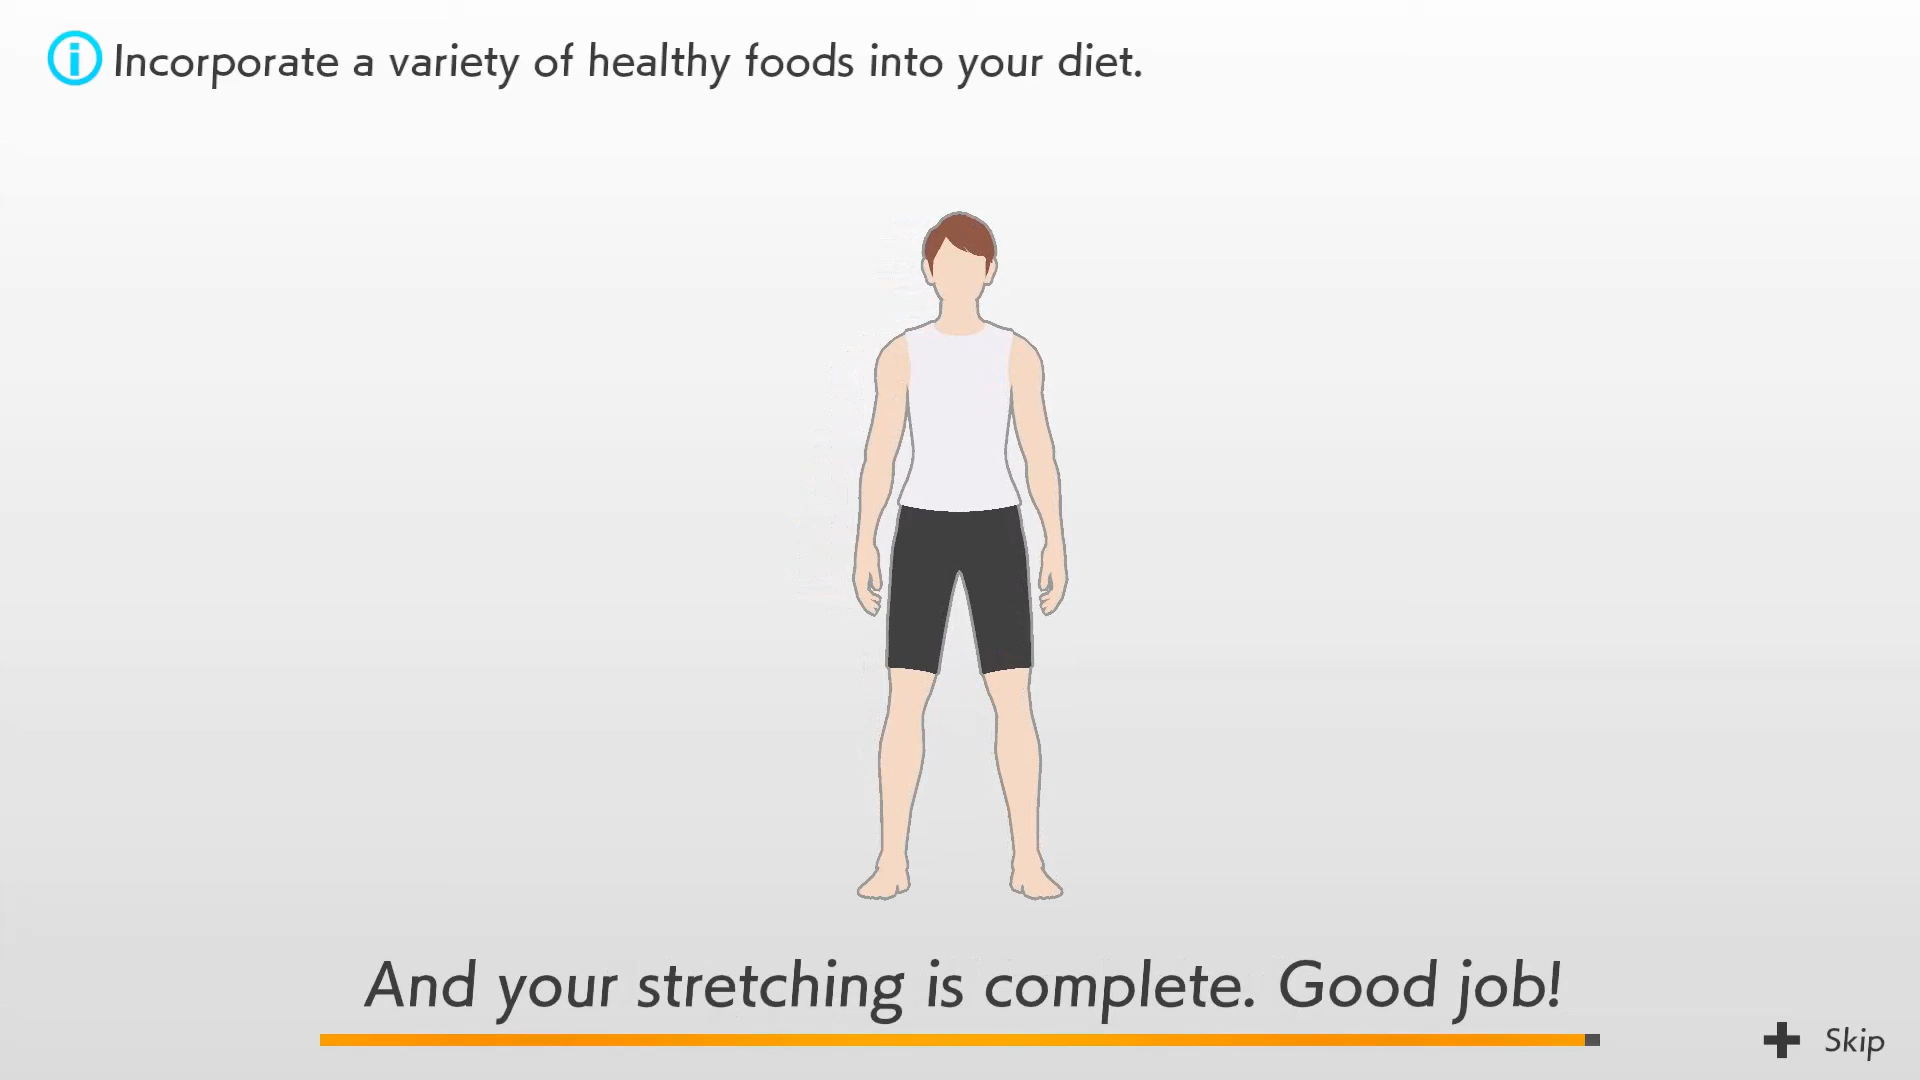 Incorporate a variety of healthy foods into your diet.
And your stretching is complete. Good job!
Skip